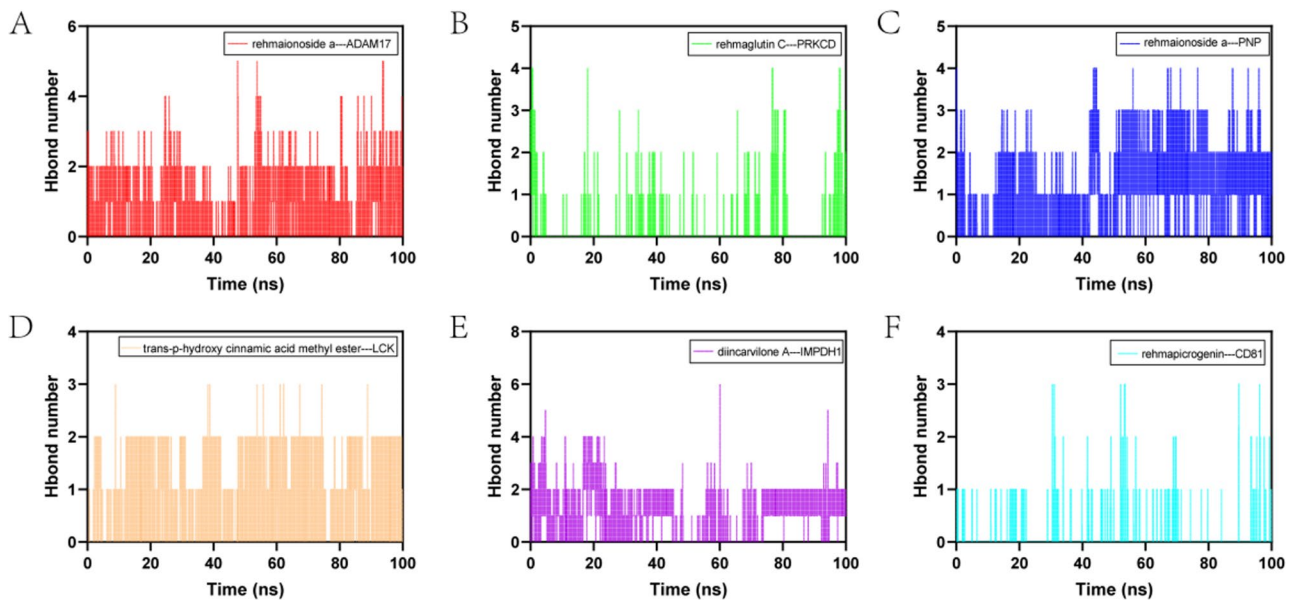 A
rehmaionoside a---ADAM17
Hbond number
6
4
2
0
0 20 40 60 80 100
Time (ns)
B
rehmaglutin C---PRKCD
Hbond number
5
4
3
2
1
0
0 20 40 60 80 100
Time (ns)
C
rehmaionoside a---PNP
Hbond number
5
4
3
2
1
0
0 20 40 60 80 100
Time (ns)
D
trans-p-hydroxy cinnamic acid methyl ester---LCK
Hbond number
4
3
2
1
0
0 20 40 60 80 100
Time (ns)
E
diincarvilone A---IMPDH1
Hbond number
8
6
4
2
0
0 20 40 60 80 100
Time (ns)
F
rehmapicrogenin---CD81
Hbond number
4
3
2
1
0
0 20 40 60 80 100
Time (ns)